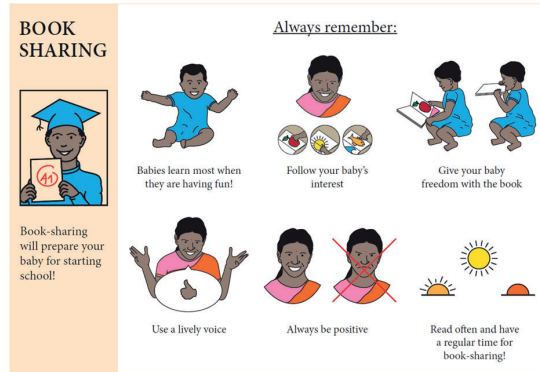 BOOK
SHARING
A1
Book-sharing
will prepare your
baby for starting
school!
Always remember:
Babies learn most when
they are having fun!
Follow your baby's
interest
Give your baby
freedom with the book
Use a lively voice
Always be positive
Read often and have
a regular time for
book-sharing!